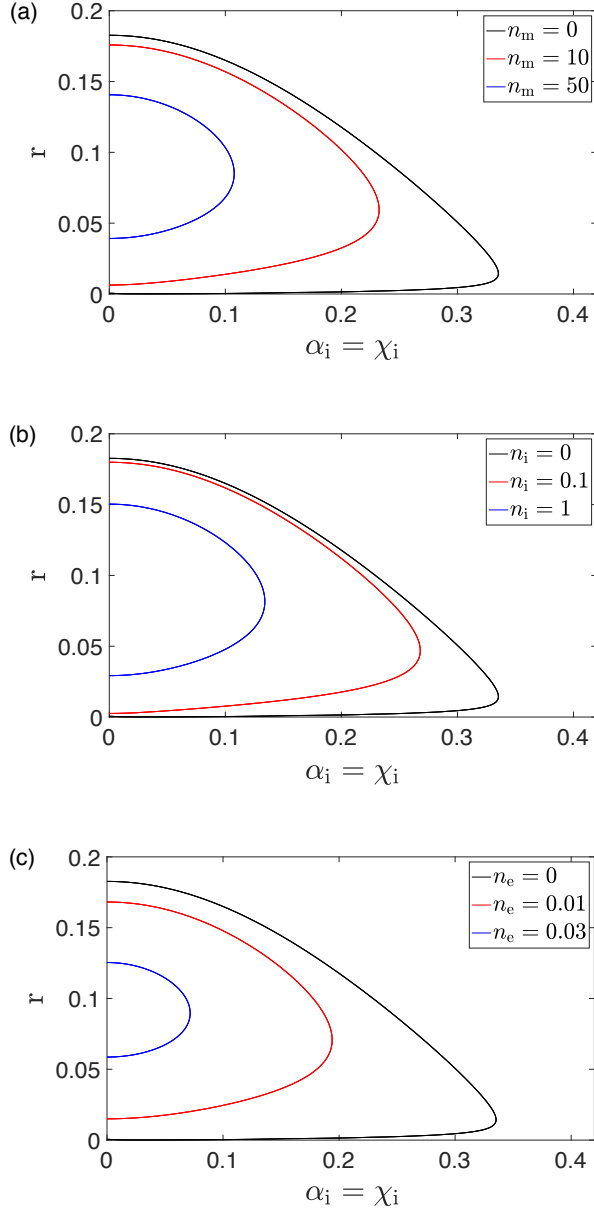 (a)
0.2
0.15
0.1
0.05
0
r
n_m = 0
n_m = 10
n_m = 50
0 0.1 0.2 0.3 0.4
α_i = χ_i
(b)
0.2
0.15
0.1
0.05
0
r
n_i = 0
n_i = 0.1
n_i = 1
0 0.1 0.2 0.3 0.4
α_i = χ_i
(c)
0.2
0.15
0.1
0.05
0
r
n_e = 0
n_e = 0.01
n_e = 0.03
0 0.1 0.2 0.3 0.4
α_i = χ_i